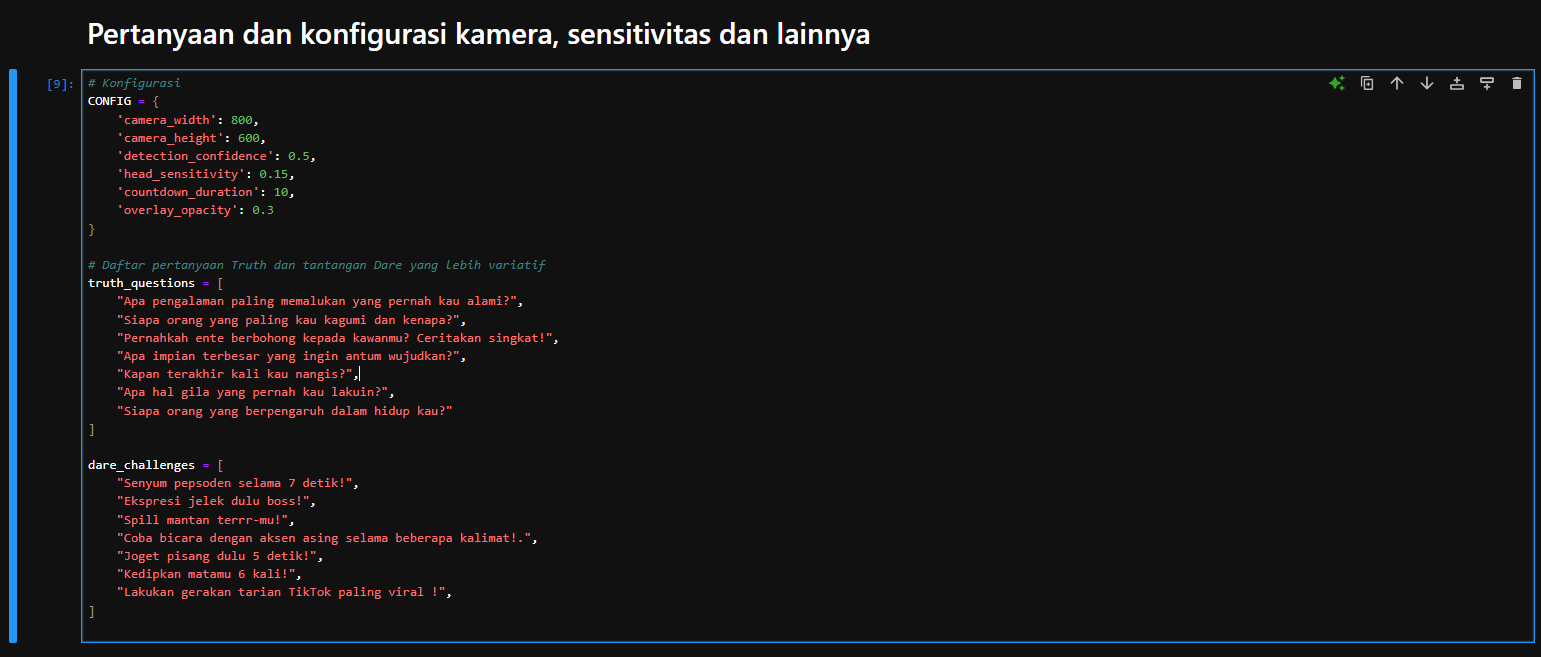 Pertanyaan dan konfigurasi kamera, sensitivitas dan lainnya
[9]:
# Konfigurasi
CONFIG = {
    'camera_width': 800,
    'camera_height': 600,
    'detection_confidence': 0.5,
    'head_sensitivity': 0.15,
    'countdown_duration': 10,
    'overlay_opacity': 0.3
}
# Daftar pertanyaan Truth dan tantangan Dare yang lebih variatif
truth_questions = [
    "Apa pengalaman paling memalukan yang pernah kau alami?",
    "Siapa orang yang paling kau kagumi dan kenapa?",
    "Pernahkah ente berbohong kepada kawanmu? Ceritakan singkat!",
    "Apa impian terbesar yang ingin antum wujudkan?",
    "Kapan terakhir kali kau nangis?",
    "Apa hal gila yang pernah kau lakuin?",
    "Siapa orang yang berpengaruh dalam hidup kau?"
]
dare_challenges = [
    "Senyum pepsoden selama 7 detik!",
    "Ekspresi jelek dulu boss!",
    "Spill mantan terrr-mu!",
    "Coba bicara dengan aksen asing selama beberapa kalimat!.",
    "Joget pisang dulu 5 detik!",
    "Kedipkan matamu 6 kali!",
    "Lakukan gerakan tarian TikTok paling viral !",
]